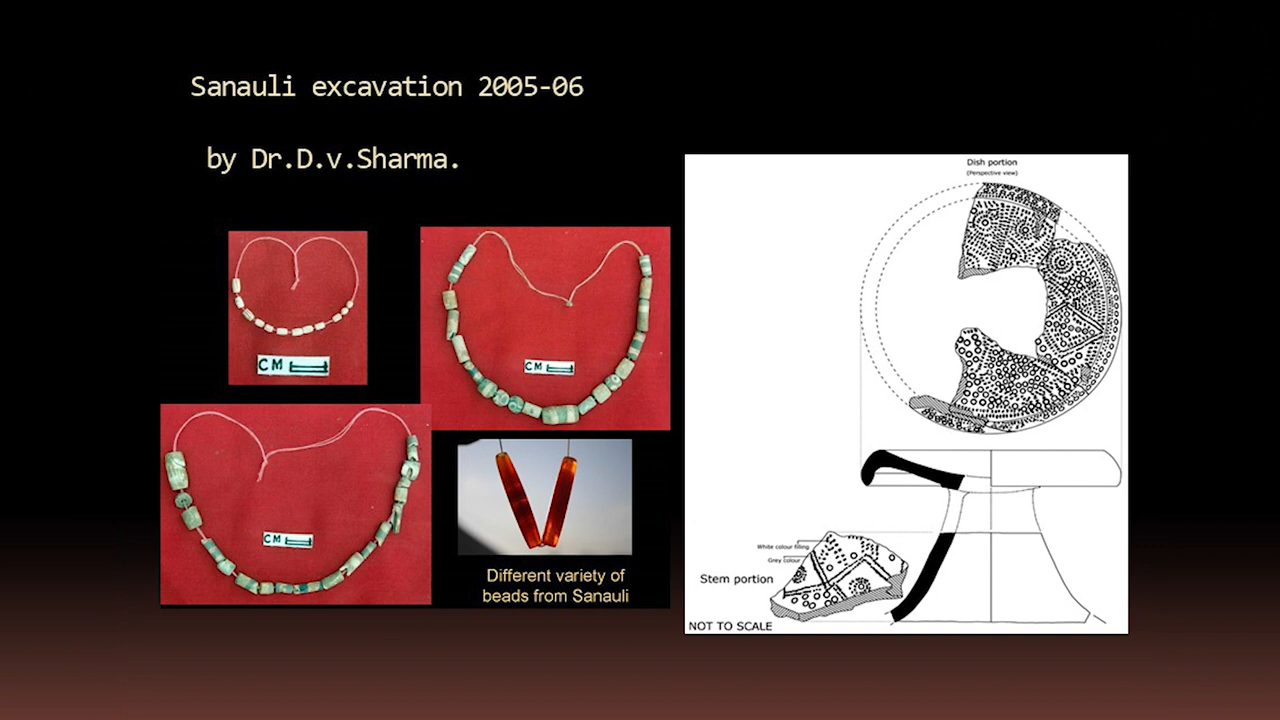 Sanauli excavation 2005-06
by Dr.D.v.Sharma.
CM
CM
CM
Different variety of
beads from Sanauli
Dish portion
(Perspective view)
White colour filling
Grey colour
Stem portion
NOT TO SCALE